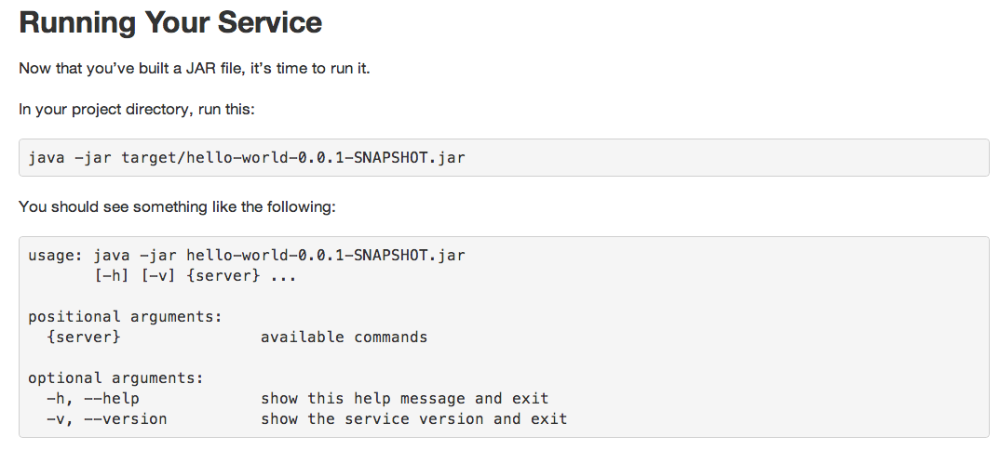 Running Your Service
Now that you’ve built a JAR file, it’s time to run it.
In your project directory, run this:
java -jar target/hello-world-0.0.1-SNAPSHOT.jar
You should see something like the following:
usage: java -jar hello-world-0.0.1-SNAPSHOT.jar
       [-h] [-v] {server} ...
positional arguments:
  {server}               available commands
optional arguments:
  -h, --help             show this help message and exit
  -v, --version          show the service version and exit